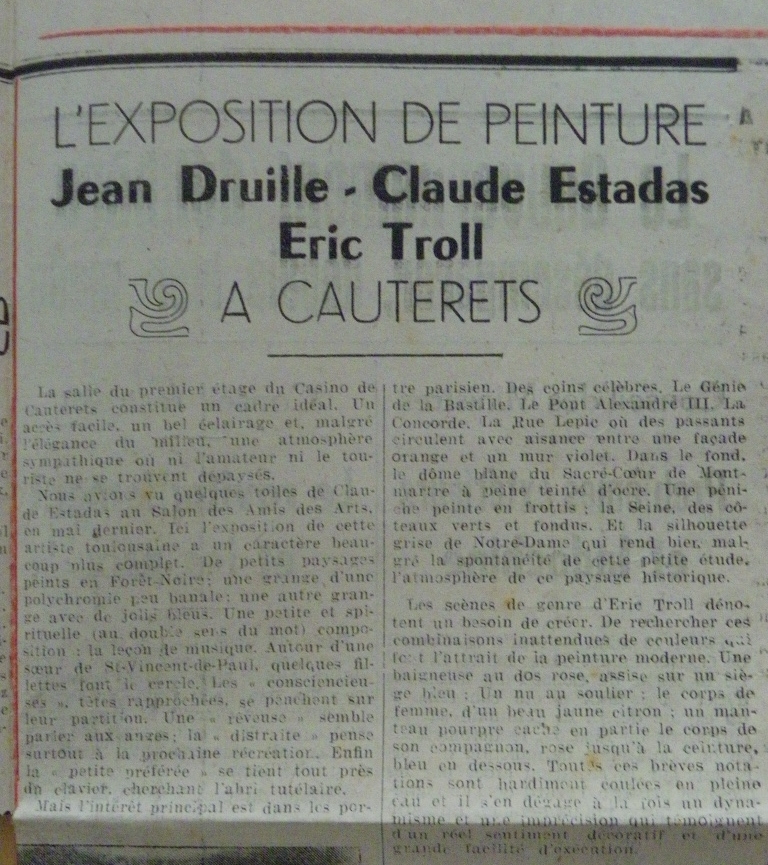 L'EXPOSITION DE PEINTURE
Jean Druille - Claude Estadas
Eric Troll
A CAUTERETS
La salle du premier étage du Casino de
Cauterets constitue un cadre idéal. Un
accès facile, un bel éclairage et, malgré
l'élégance du milieu, une atmosphère
sympathique où ni l'amateur ni le tou-
riste ne se trouvent dépaysés.
Nous avions vu quelques toiles de Clau-
de Estadas au Salon des Amis des Arts,
en mai dernier. Ici l'exposition de cette
artiste toulousaine a un caractère beau-
coup plus complet. De petits paysages
peints en Forêt-Noire; une grange d'une
polychromie peu banale; une autre gran-
ge avec de jolis bleus. Une petite et spi-
rituelle (au double sens du mot) compo-
sition : la leçon de musique. Autour d'une
sœur de St-Vincent-de-Paul, quelques fil-
lettes font le cercle. Les « consciencieu-
ses », têtes rapprochées, se penchent sur
leur partition. Une « rêveuse » semble
parler aux anges; la « distraite » pense
surtout à la prochaine récréation. Enfin
la « petite préférée » se tient tout près
du clavier, cherchant l'abri tutélaire.
Mais l'intérêt principal est dans les por-
tre parisien. Des coins célèbres. Le Génie
de la Bastille. Le Pont Alexandre III. La
Concorde. La Rue Lepic où des passants
circulent avec aisance entre une façade
orange et un mur violet. Dans le fond,
le dôme blanc du Sacré-Cœur de Mont-
martre à peine teinté d'ocre. Une péni-
che peinte en frottis ; la Seine, des cô-
teaux verts et fondus. Et la silhouette
grise de Notre-Dame qui rend bien, mal-
gré la spontanéité de cette petite étude,
l'atmosphère de ce paysage historique.
Les scènes de genre d'Eric Troll déno-
tent un besoin de créer. De rechercher ces
combinaisons inattendues de couleurs qui
font l'attrait de la peinture moderne. Une
baigneuse au dos rose, assise sur un siè-
ge bleu ; Un nu au soulier ; le corps de
femme, d'un beau jaune citron ; un man-
teau pourpre cache en partie le corps de
son compagnon, rose jusqu'à la ceinture,
bleu en dessous. Toutes ces brèves nota-
tions sont hardiment coulées en pleine
eau et il s'en dégage à la fois un dyna-
misme et une imprécision qui témoignent
d'un réel sentiment décoratif et d'une
grande facilité d'exécution.